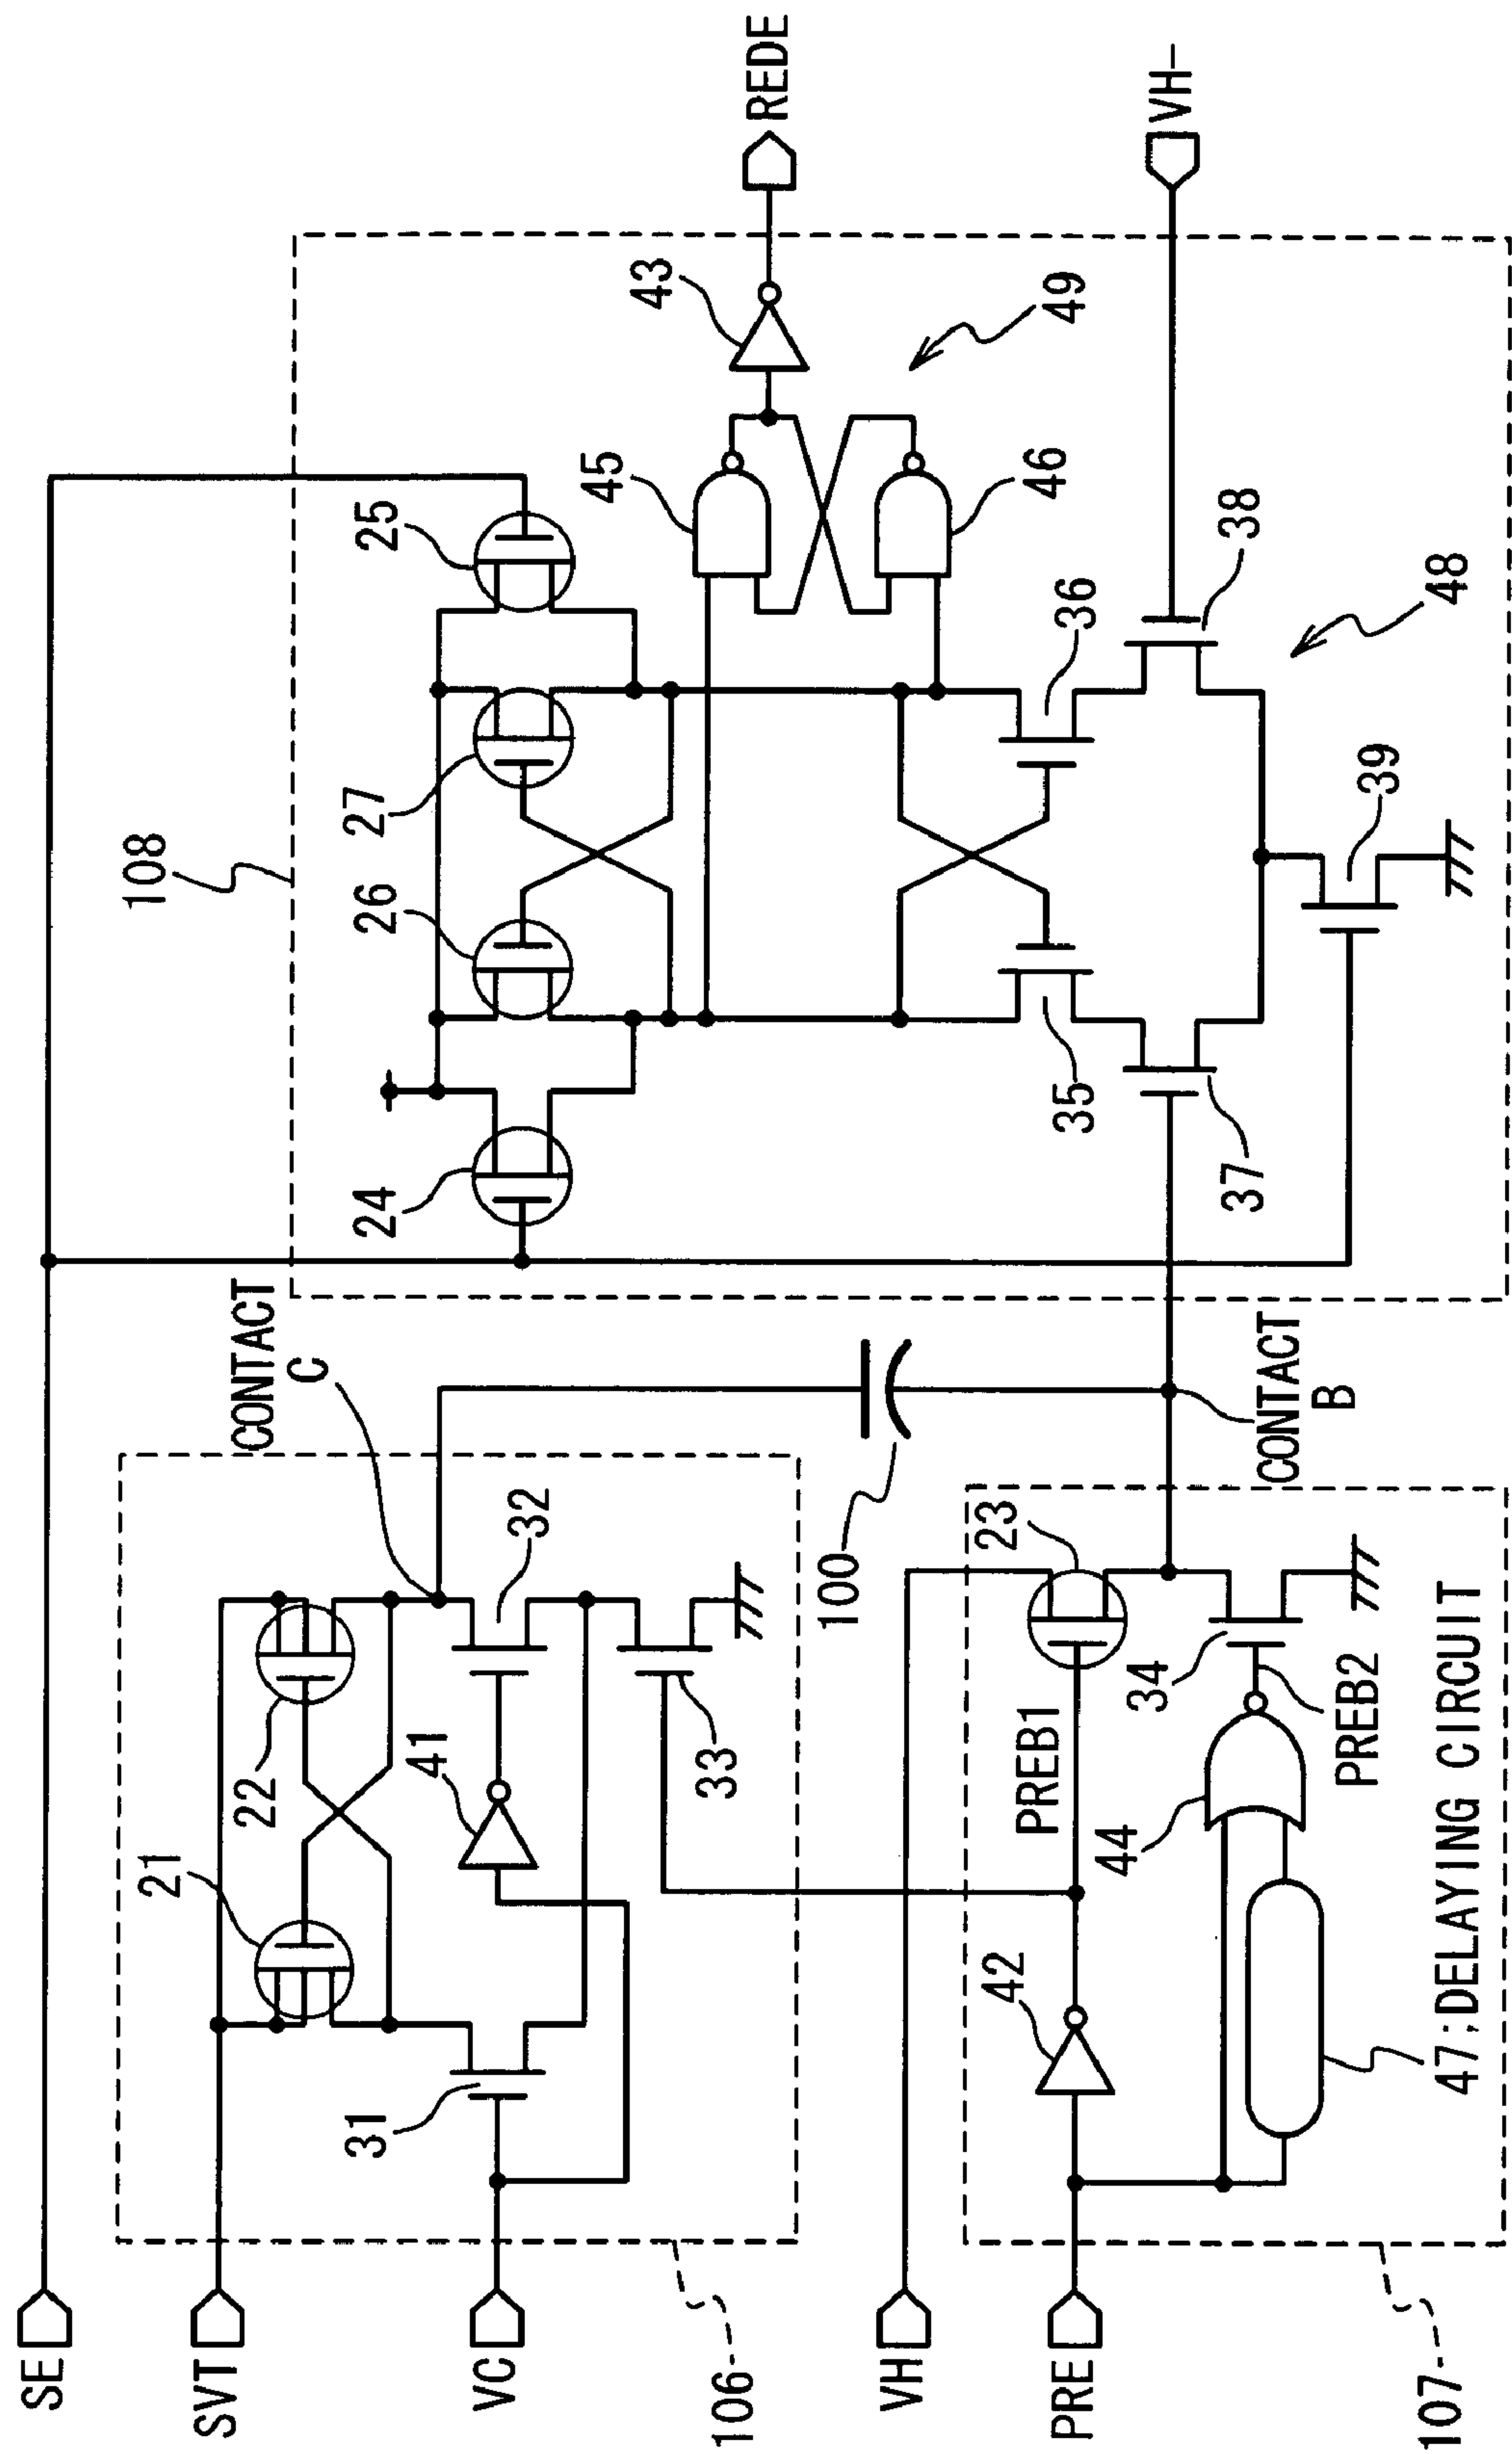 SE
SVT
VC
VH
PRE
106
107
21
22
31
41
32
33
CONTACT
C
42
PREB1
23
44
34
PREB2
47;DELAYING CIRCUIT
100
CONTACT
B
108
24
26
27
25
45
46
43
49
35
36
37
38
39
48
REDE
VH-